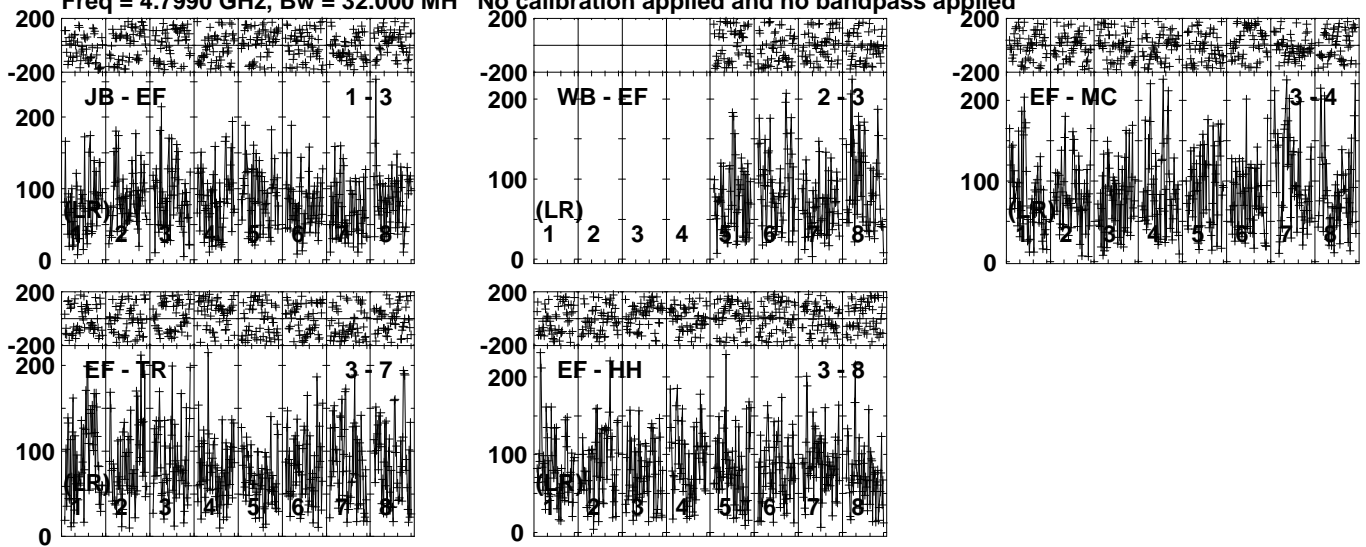 Freq = 4.7990 GHz, Bw = 32.000 MH No calibration applied and no bandpass applied
200
-200
JB - EF 1 - 3
200
100
0
(LR)
1 2 3 4 5 6 7 8
200
-200
WB - EF 2 - 3
200
100
0
(LR)
1 2 3 4 5 6 7 8
200
-200
EF - MC 3 - 4
200
100
0
(LR)
1 2 3 4 5 6 7 8
200
-200
EF - TR 3 - 7
200
100
0
(LR)
1 2 3 4 5 6 7 8
200
-200
EF - HH 3 - 8
200
100
0
(LR)
1 2 3 4 5 6 7 8